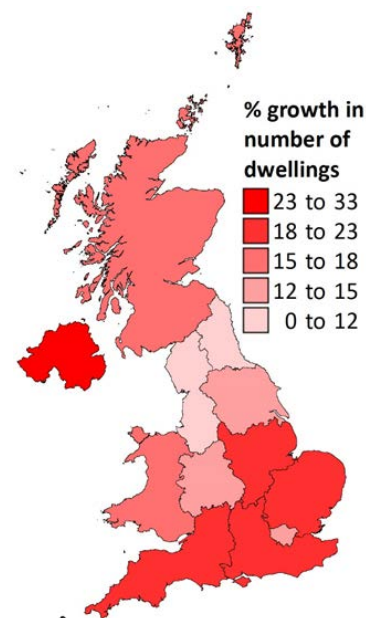 % growth in
number of
dwellings
23 to 33
18 to 23
15 to 18
12 to 15
0 to 12